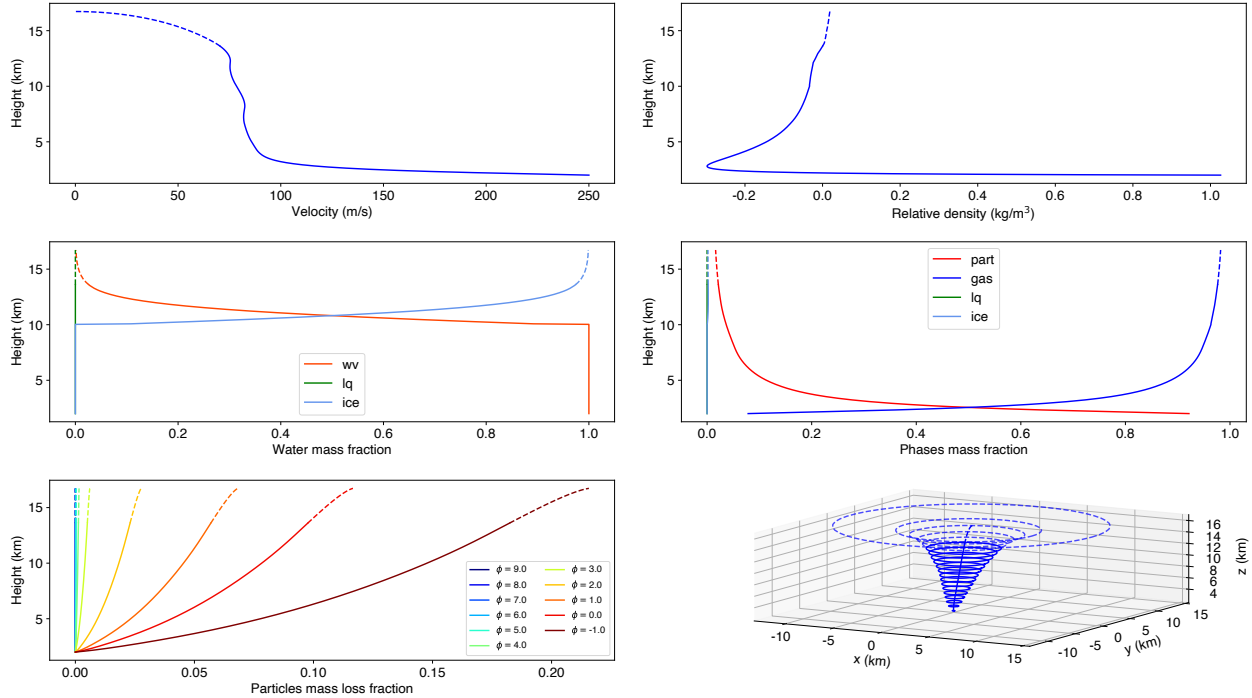 15
10
5
Height (km)
0
50
100
150
200
250
Velocity (m/s)
15
10
5
Height (km)
-0.2
0.0
0.2
0.4
0.6
0.8
1.0
Relative density (kg/m³)
15
10
5
Height (km)
wv
lq
ice
0.0
0.2
0.4
0.6
0.8
1.0
Water mass fraction
15
10
5
Height (km)
part
gas
lq
ice
0.0
0.2
0.4
0.6
0.8
1.0
Phases mass fraction
15
10
5
Height (km)
ϕ = 9.0
ϕ = 8.0
ϕ = 7.0
ϕ = 6.0
ϕ = 5.0
ϕ = 4.0
ϕ = 3.0
ϕ = 2.0
ϕ = 1.0
ϕ = 0.0
ϕ = -1.0
0.00
0.05
0.10
0.15
0.20
Particles mass loss fraction
16
14
12
10
8
6
4
z (km)
-10
-5
0
5
10
15
x (km)
-10
-5
0
5
10
15
y (km)